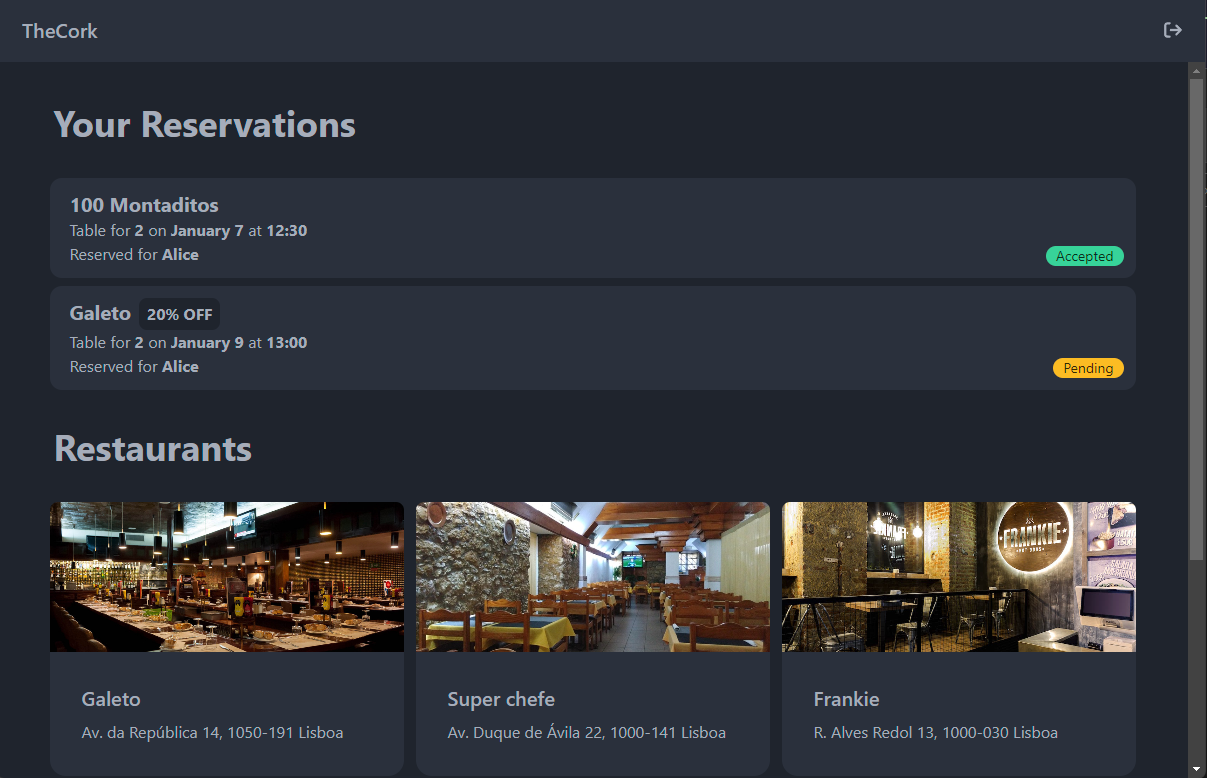 TheCork
Your Reservations
100 Montaditos
Table for 2 on January 7 at 12:30
Reserved for Alice
Accepted
Galeto 20% OFF
Table for 2 on January 9 at 13:00
Reserved for Alice
Pending
Restaurants
FRANKIE
HOT DOGS
Galeto
Av. da República 14, 1050-191 Lisboa
Super chefe
Av. Duque de Ávila 22, 1000-141 Lisboa
Frankie
R. Alves Redol 13, 1000-030 Lisboa